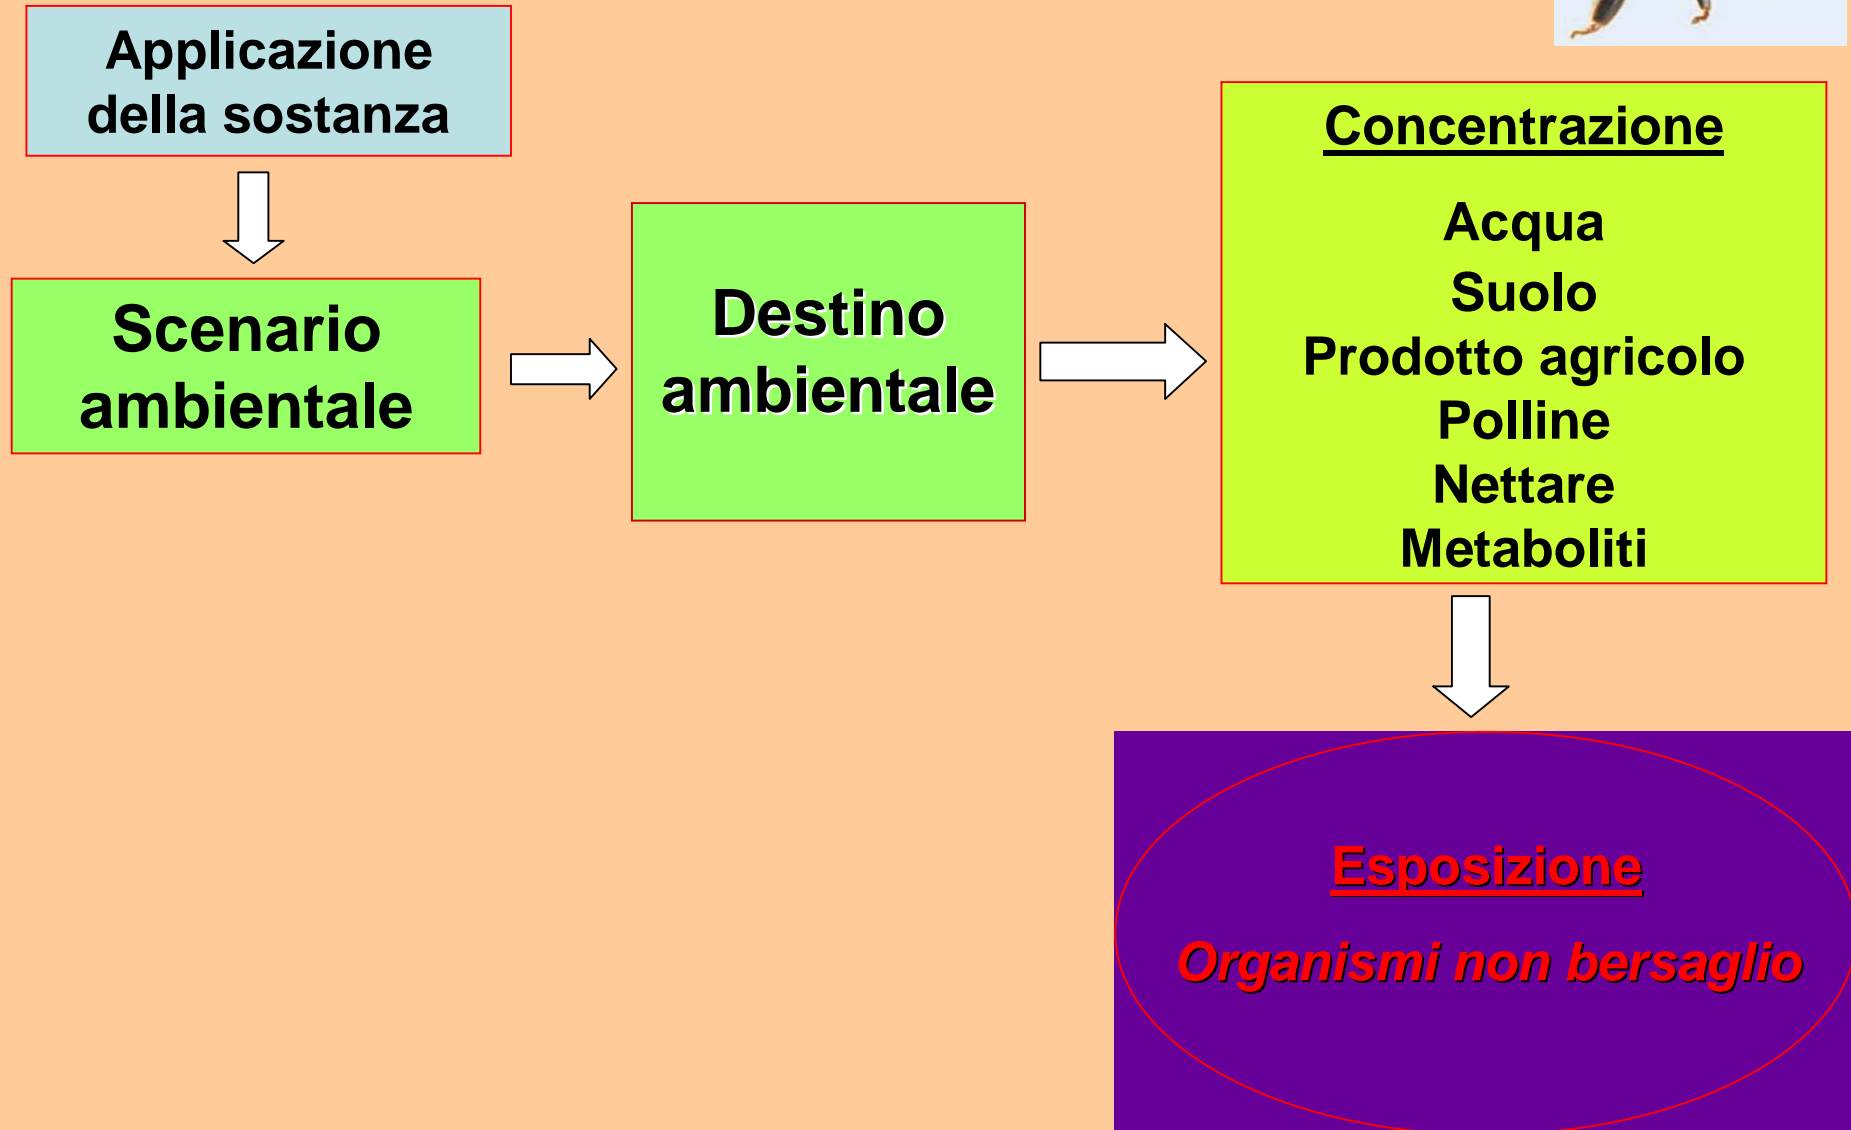 Applicazione
della sostanza
Scenario
ambientale
Destino
ambientale
Concentrazione
Acqua
Suolo
Prodotto agricolo
Polline
Nettare
Metaboliti
Esposizione
Organismi non bersaglio